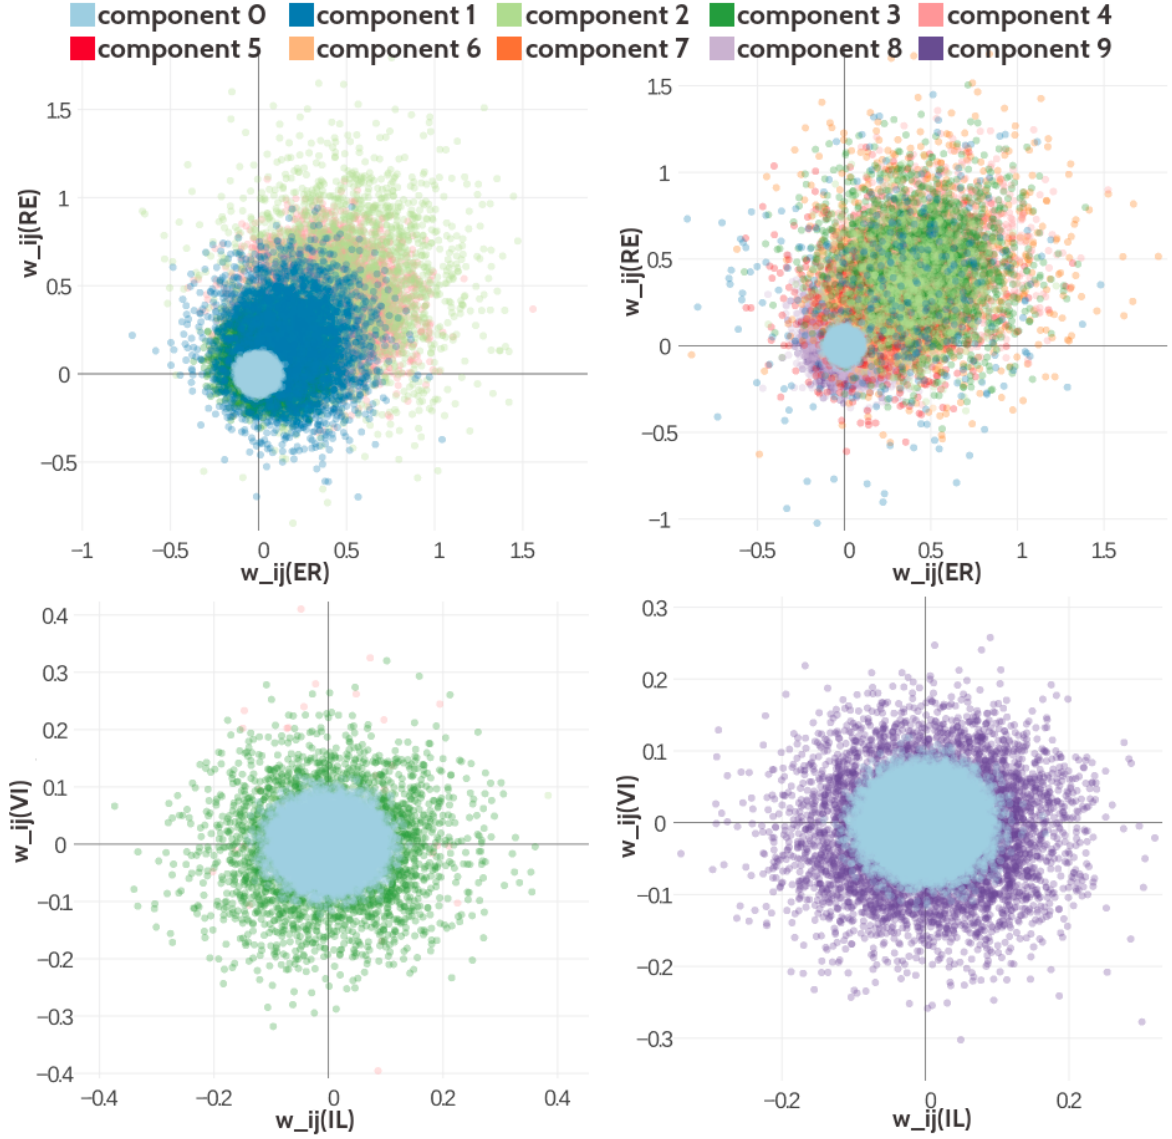 component 0 component 1 component 2 component 3 component 4
component 5 component 6 component 7 component 8 component 9
1.5
1
0.5
0
−0.5
w_ij(RE)
−1 −0.5 0 0.5 1 1.5
w_ij(ER)
1.5
1
0.5
0
−0.5
−1
w_ij(RE)
−0.5 0 0.5 1 1.5
w_ij(ER)
0.4
0.3
0.2
0.1
0
−0.1
−0.2
−0.3
−0.4
w_ij(VI)
−0.4 −0.2 0 0.2 0.4
w_ij(IL)
0.3
0.2
0.1
0
−0.1
−0.2
−0.3
w_ij(VI)
−0.2 0 0.2
w_ij(IL)